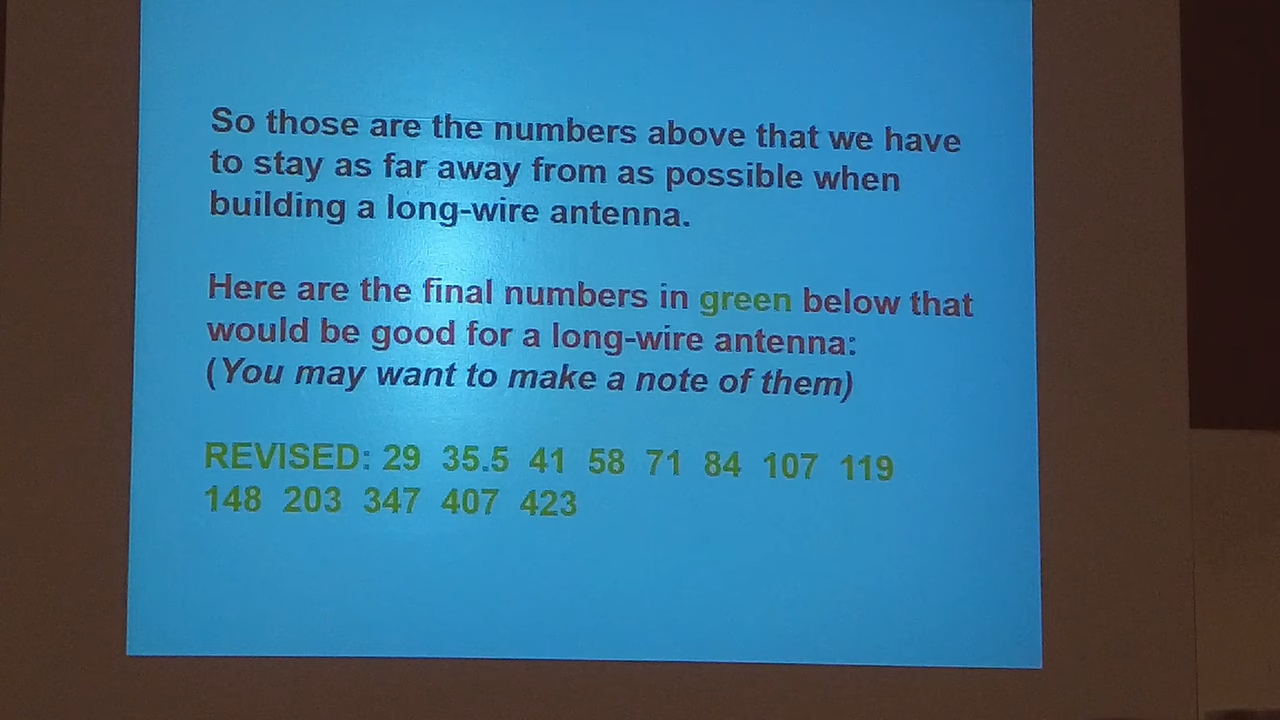 So those are the numbers above that we have
to stay as far away from as possible when
building a long-wire antenna.
Here are the final numbers in green below that
would be good for a long-wire antenna:
(You may want to make a note of them)
REVISED: 29 35.5 41 58 71 84 107 119
148 203 347 407 423